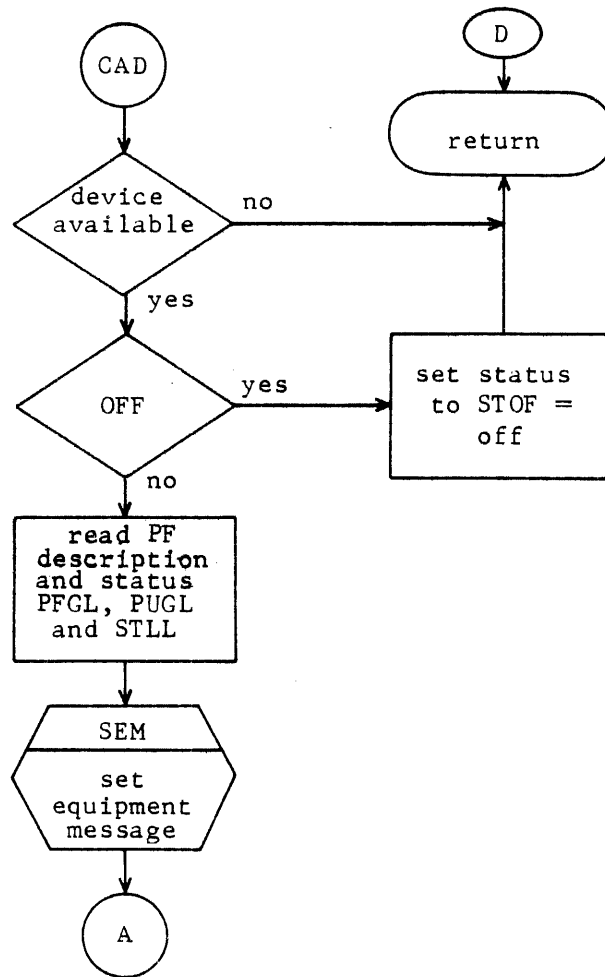 CAD
D
return
device
available
no
yes
OFF
yes
set status
to STOF =
off
no
read PF
description
and status
PFGL, PUGL
and STLL
SEM
set
equipment
message
A